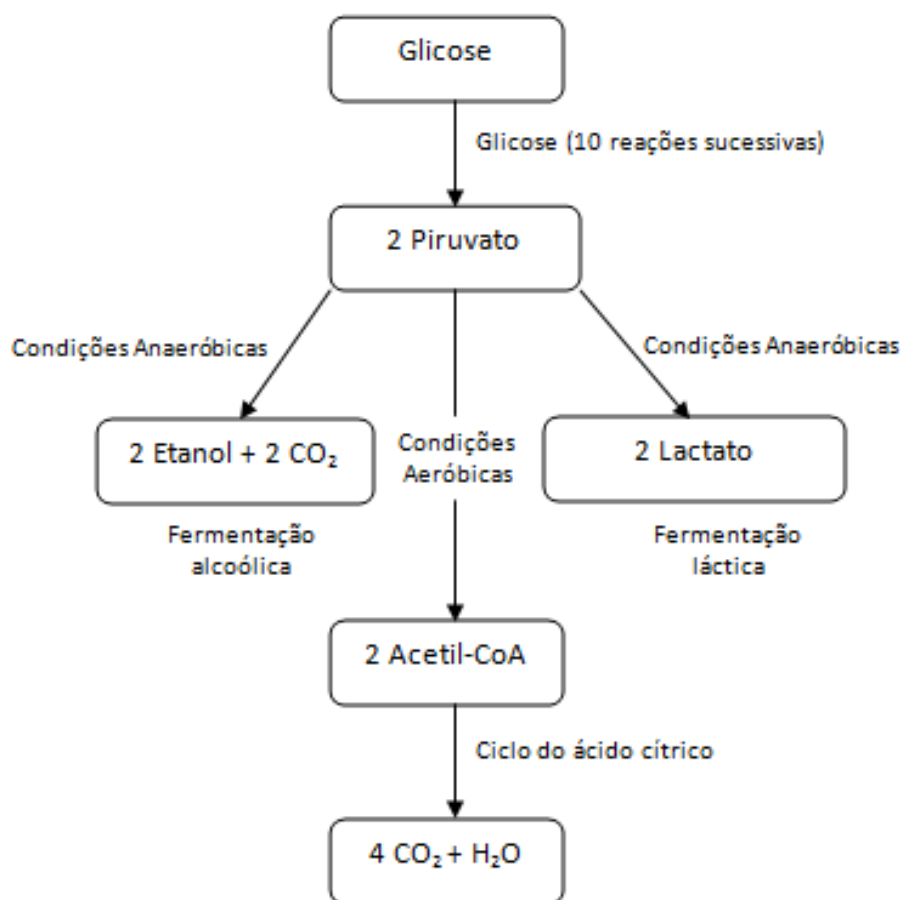 Glicose
Glicose (10 reações sucessivas)
2 Piruvato
Condições Anaeróbicas
Condições Anaeróbicas
2 Etanol + 2 CO₂
Condições
Aeróbicas
2 Lactato
Fermentação
alcoólica
Fermentação
láctica
2 Acetil-CoA
Ciclo do ácido cítrico
4 CO₂ + H₂O